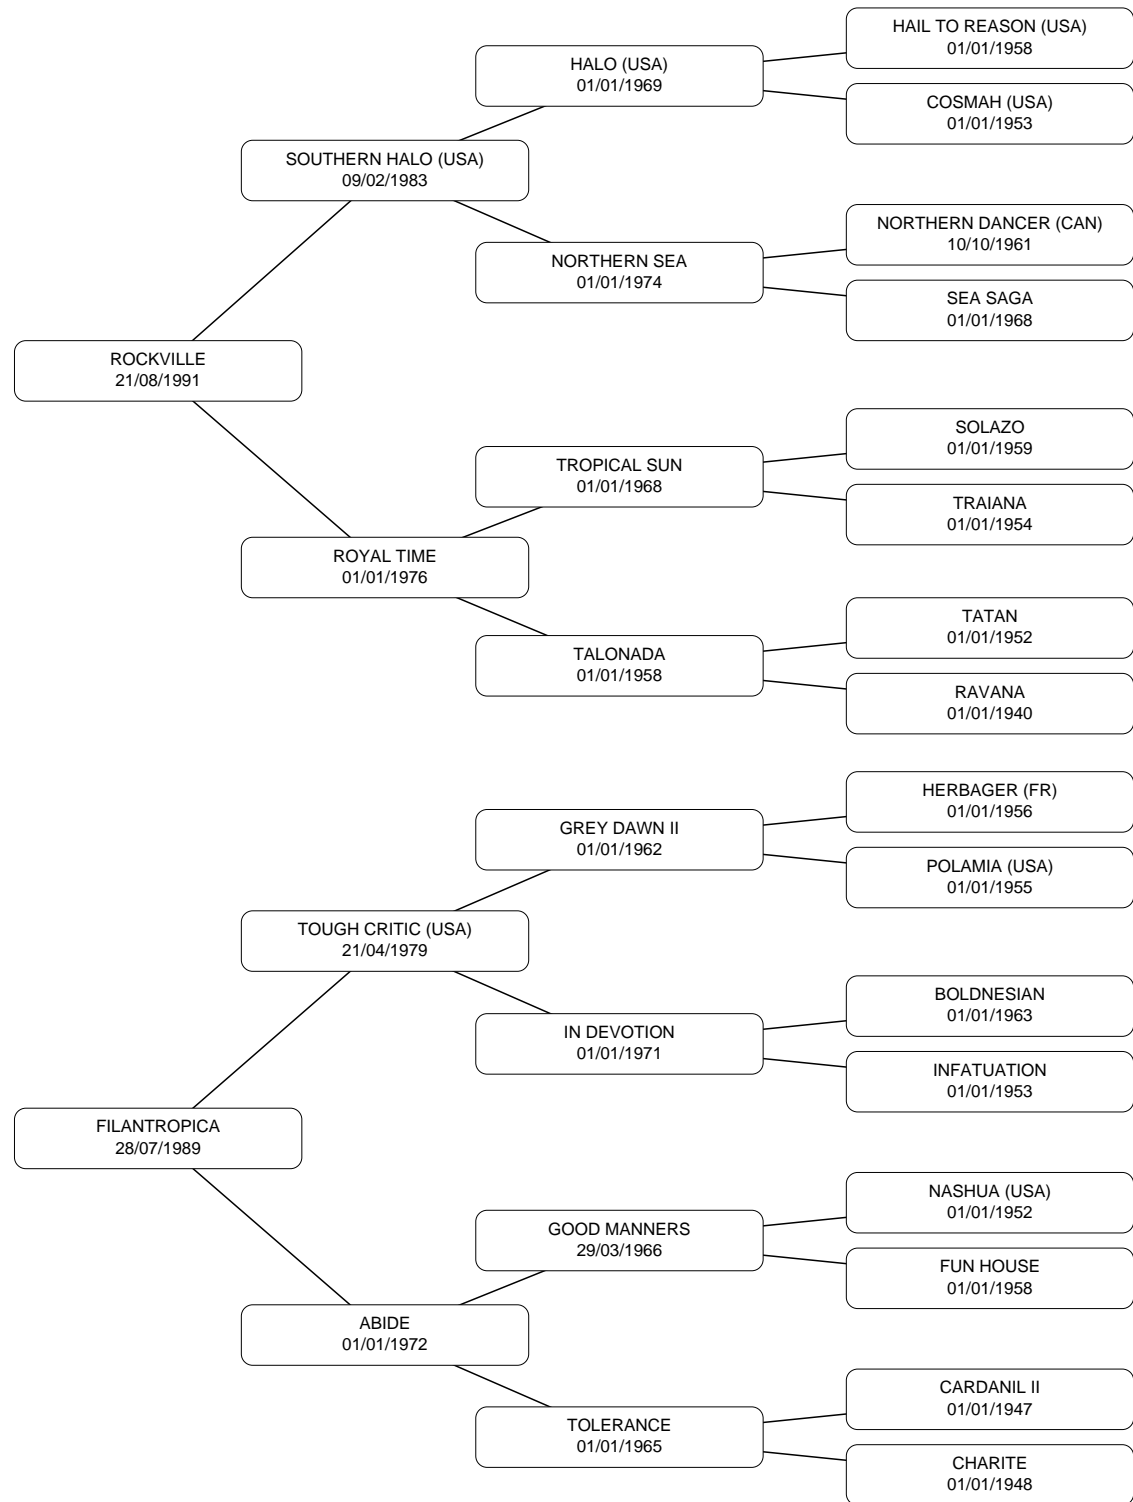 HAIL TO REASON (USA)
01/01/1958
HALO (USA)
01/01/1969
COSMAH (USA)
01/01/1953
SOUTHERN HALO (USA)
09/02/1983
NORTHERN DANCER (CAN)
10/10/1961
NORTHERN SEA
01/01/1974
SEA SAGA
01/01/1968
ROCKVILLE
21/08/1991
SOLAZO
01/01/1959
TROPICAL SUN
01/01/1968
TRAIANA
01/01/1954
ROYAL TIME
01/01/1976
TATAN
01/01/1952
TALONADA
01/01/1958
RAVANA
01/01/1940
HERBAGER (FR)
01/01/1956
GREY DAWN II
01/01/1962
POLAMIA (USA)
01/01/1955
TOUGH CRITIC (USA)
21/04/1979
BOLDNESIAN
01/01/1963
IN DEVOTION
01/01/1971
INFATUATION
01/01/1953
FILANTROPICA
28/07/1989
NASHUA (USA)
01/01/1952
GOOD MANNERS
29/03/1966
FUN HOUSE
01/01/1958
ABIDE
01/01/1972
CARDANIL II
01/01/1947
TOLERANCE
01/01/1965
CHARITE
01/01/1948